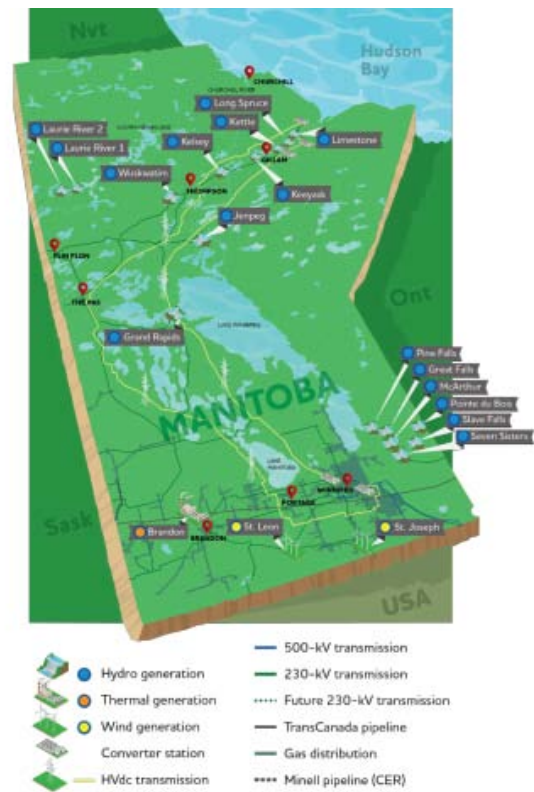 Nvt
Hudson
Bay
CHURCHILL
CHURCHILL RIVER
Long Spruce
Kettle
Laurie River 2
Laurie River 1
Kelsey
Limestone
GILLAM
Wuskwatim
THOMPSON
Keeyask
Jenpeg
FLIN FLON
THE PAS
Ont
Grand Rapids
LAKE WINNIPEG
Pine Falls
Great Falls
McArthur
Pointe du Bois
Slave Falls
Seven Sisters
MANITOBA
LAKE
MANITOBA
WINNIPEG
PORTAGE
Sask
Brandon
BRANDON
St. Leon
St. Joseph
USA
Hydro generation
Thermal generation
Wind generation
Converter station
HVdc transmission
500-kV transmission
230-kV transmission
Future 230-kV transmission
TransCanada pipeline
Gas distribution
Minell pipeline (CER)